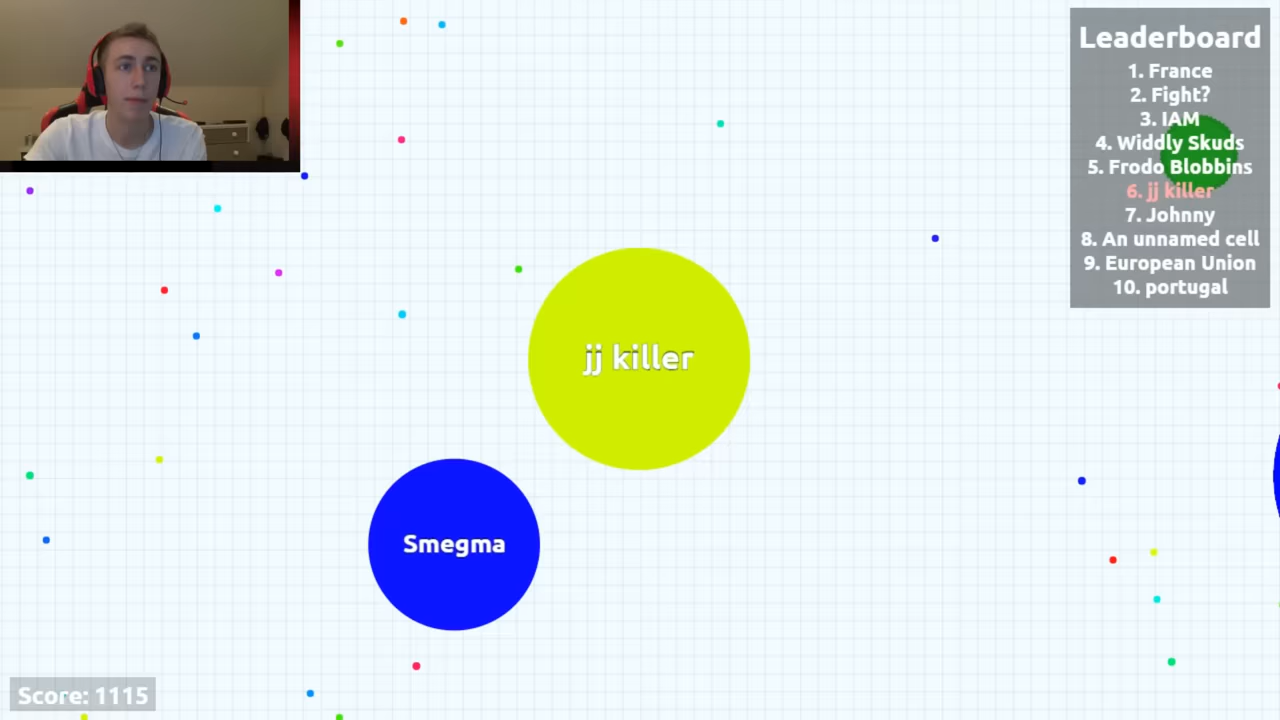 Leaderboard
1. France
2. Fight?
3. IAM
4. Widdly Skuds
5. Frodo Blobbins
6. jj killer
7. Johnny
8. An unnamed cell
9. European Union
10. portugal
jj killer
Smegma
Score: 1115